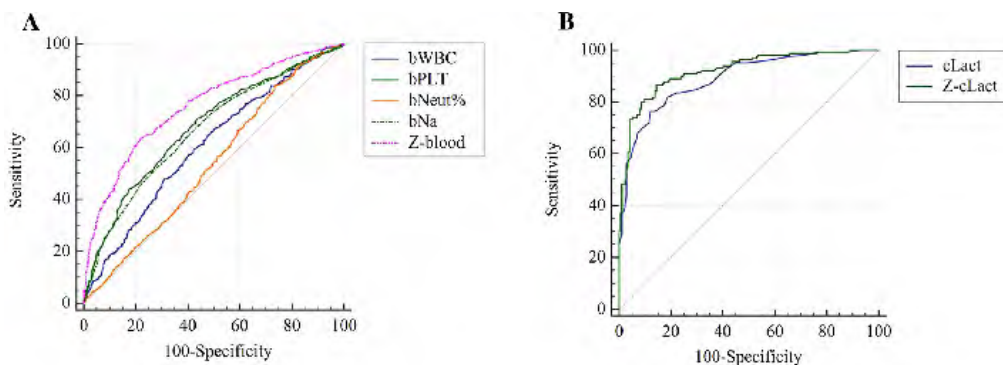 A
100
80
60
40
20
0
Sensitivity
0 20 40 60 80 100
100-Specificity
bWBC
bPLT
bNeut%
bNa
Z-blood
B
100
80
60
40
20
0
Sensitivity
0 20 40 60 80 100
100-Specificity
cLact
Z-cLact